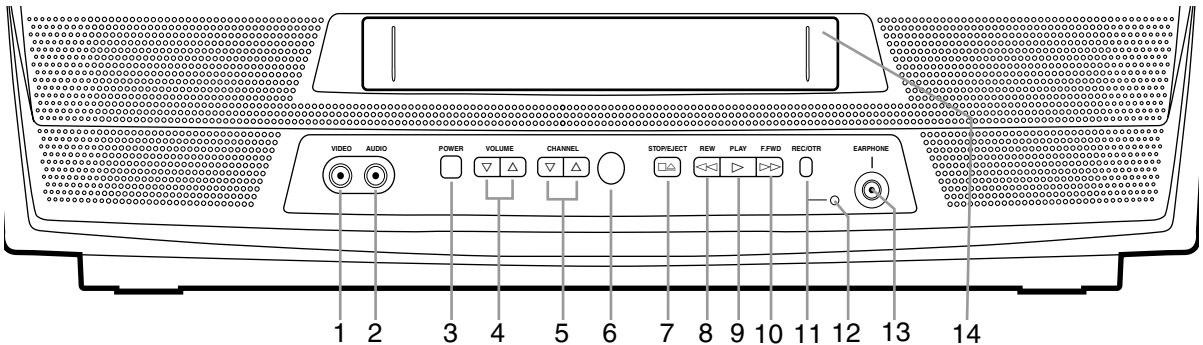 VIDEO AUDIO POWER VOLUME CHANNEL STOP/EJECT REW PLAY F.FWD REC/OTR EARPHONE
1 2 3 4 5 6 7 8 9 10 11 12 13 14